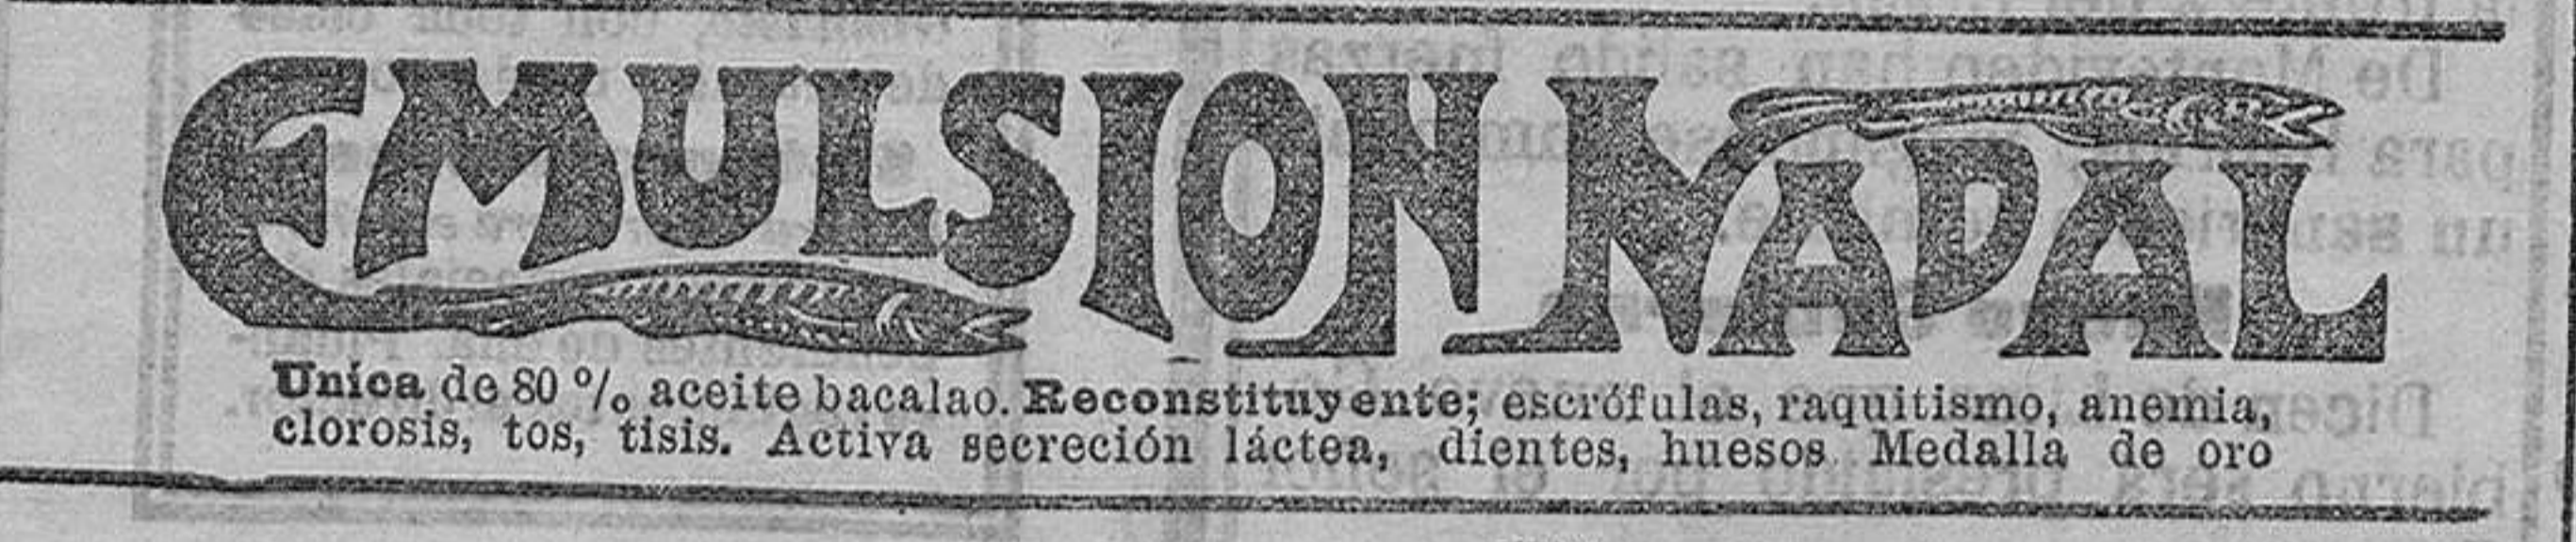 EMULSION NADAL
Unica de 80 % aceite bacalao. Reconstituyente; escrófulas, raquitismo, anemia,
clorosis, tos, tisis. Activa secreción láctea, dientes, huesos. Medalla de oro